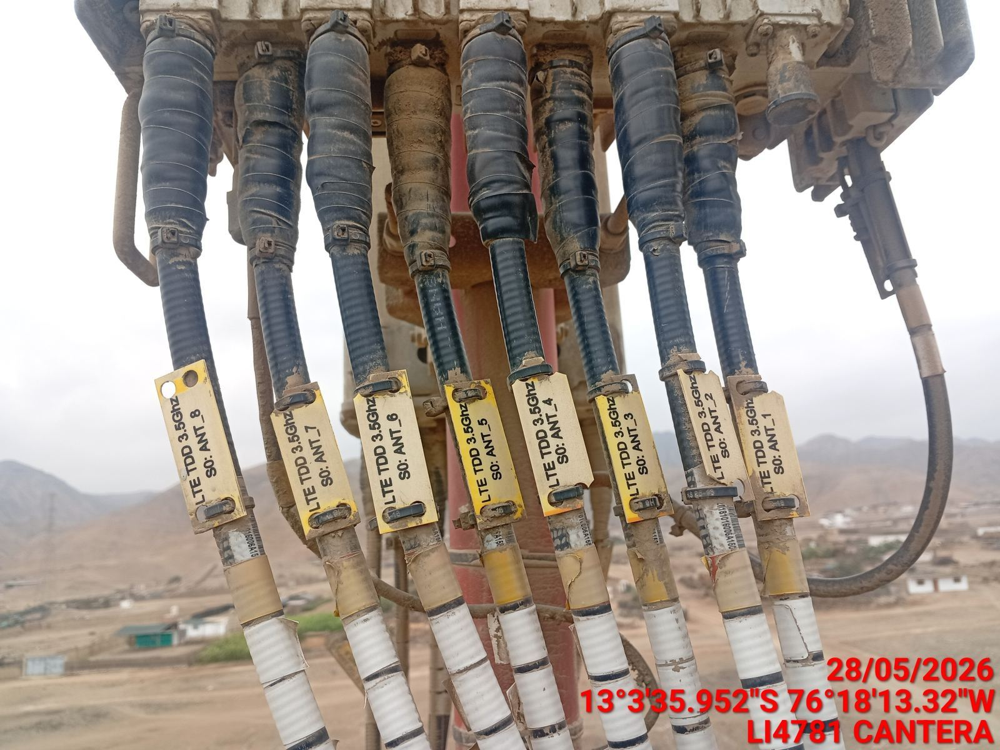 LTE TDD 3.5Ghz
S0: ANT_8
LTE TDD 3.5Ghz
S0: ANT_7
LTE TDD 3.5Ghz
S0: ANT_6
LTE TDD 3.5Ghz
S0: ANT_5
LTE TDD 3.5Ghz
S0: ANT_4
LTE TDD 3.5Ghz
S0: ANT_3
LTE TDD 3.5Ghz
S0: ANT_2
LTE TDD 3.5Ghz
S0: ANT_1
28/05/2026
13°3'35.952"S 76°18'13.32"W
LI4781 CANTERA